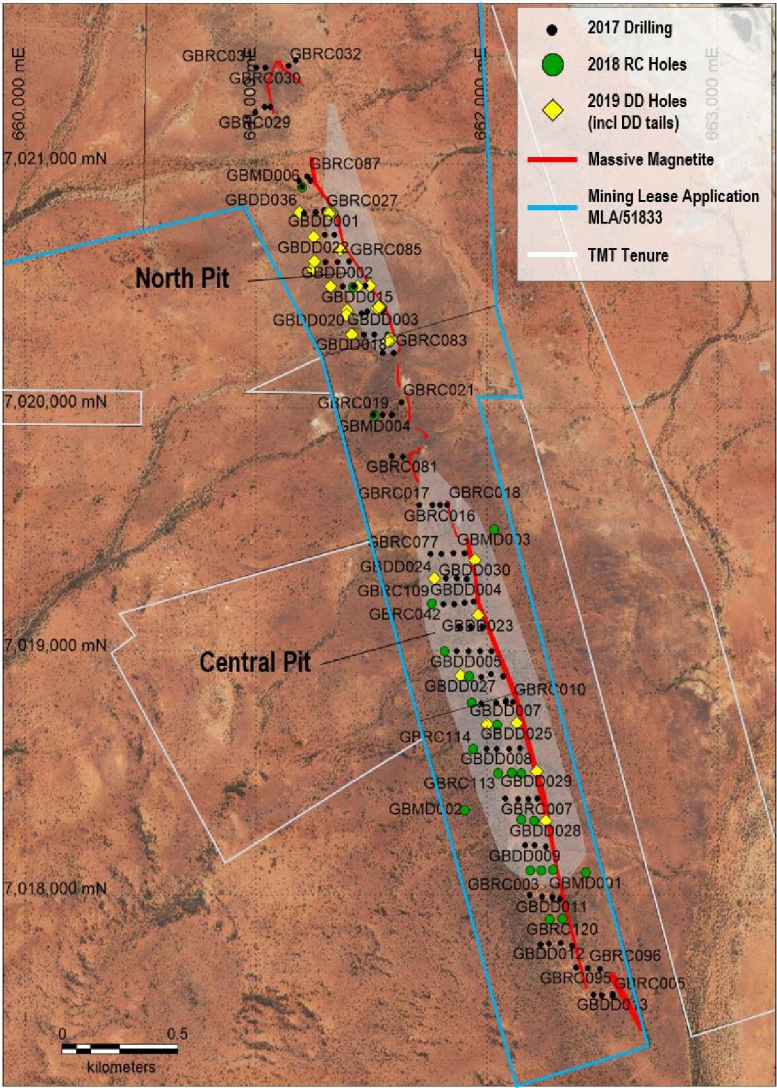 660,000 mE
662,000 mE
663,000 mE
2017 Drilling
2018 RC Holes
2019 DD Holes
(incl DD tails)
Massive Magnetite
Mining Lease Application
MLA/51833
TMT Tenure
GBRC032
GBRC030
GBRC029
7,021,000 mN
GBRC087
GBMD006
GBDD036
GBRC027
GBDD001
GBDD022
GBRC085
North Pit
GBDD002
GBDD015
GBDD020
GBDD003
GBDD018
GBRC083
7,020,000 mN
GBRC021
GBRC019
GBMD004
GBRC081
GBRC017
GBRC018
GBRC016
GBRC077
GBMD003
GBDD024
GBDD030
GBRC109
GBDD004
GBRC042
GBDD023
7,019,000 mN
Central Pit
GBDD005
GBDD027
GBRC010
GBDD007
GBRC114
GBDD025
GBDD008
GBRC113
GBDD029
GBMD002
GBRC007
GBDD028
GBDD009
7,018,000 mN
GBRC003
GBMD001
GBDD011
GBRC120
GBDD012
GBRC096
GBRC095
GBRC005
GBDD013
0 0.5
kilometers